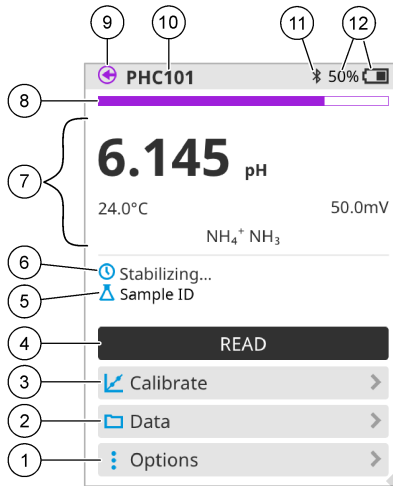 9 10 11 12
PHC101 50%
8
7
6.145 pH
24.0°C 50.0mV
NH₄⁺ NH₃
6 Stabilizing...
5 Sample ID
4 READ
3 Calibrate
2 Data
1 Options